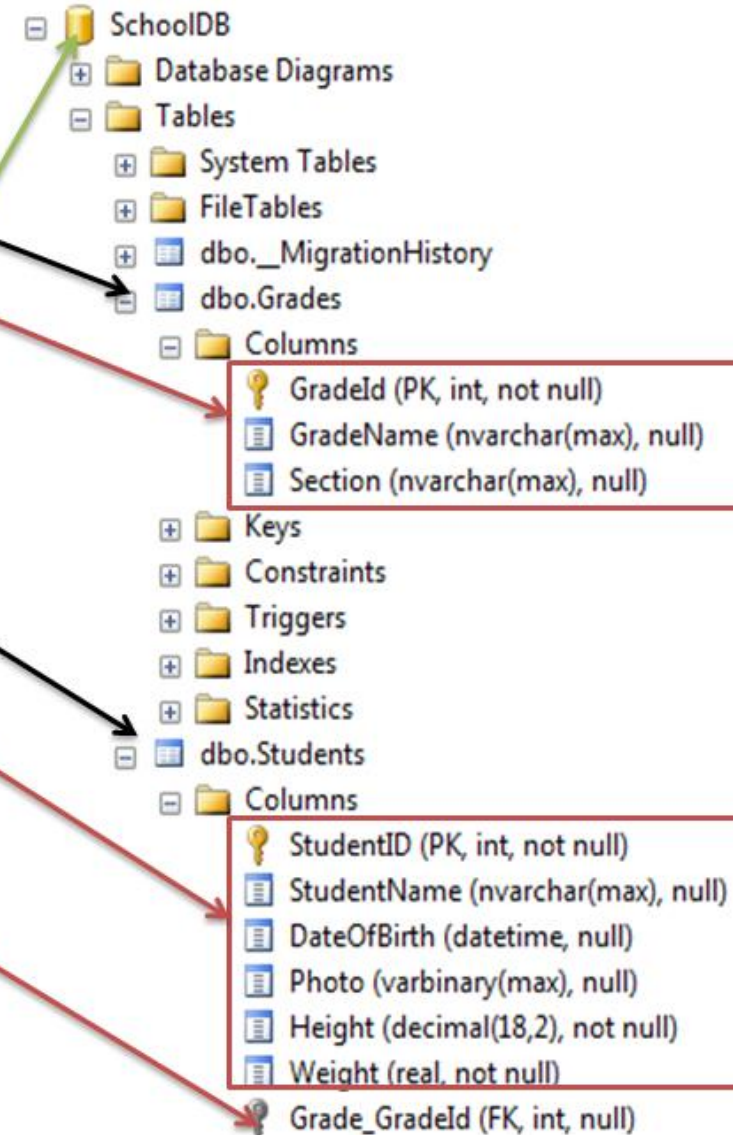 SchoolDB
Database Diagrams
Tables
System Tables
FileTables
dbo.__MigrationHistory
dbo.Grades
Columns
GradeId (PK, int, not null)
GradeName (nvarchar(max), null)
Section (nvarchar(max), null)
Keys
Constraints
Triggers
Indexes
Statistics
dbo.Students
Columns
StudentID (PK, int, not null)
StudentName (nvarchar(max), null)
DateOfBirth (datetime, null)
Photo (varbinary(max), null)
Height (decimal(18,2), not null)
Weight (real, not null)
Grade_GradeId (FK, int, null)